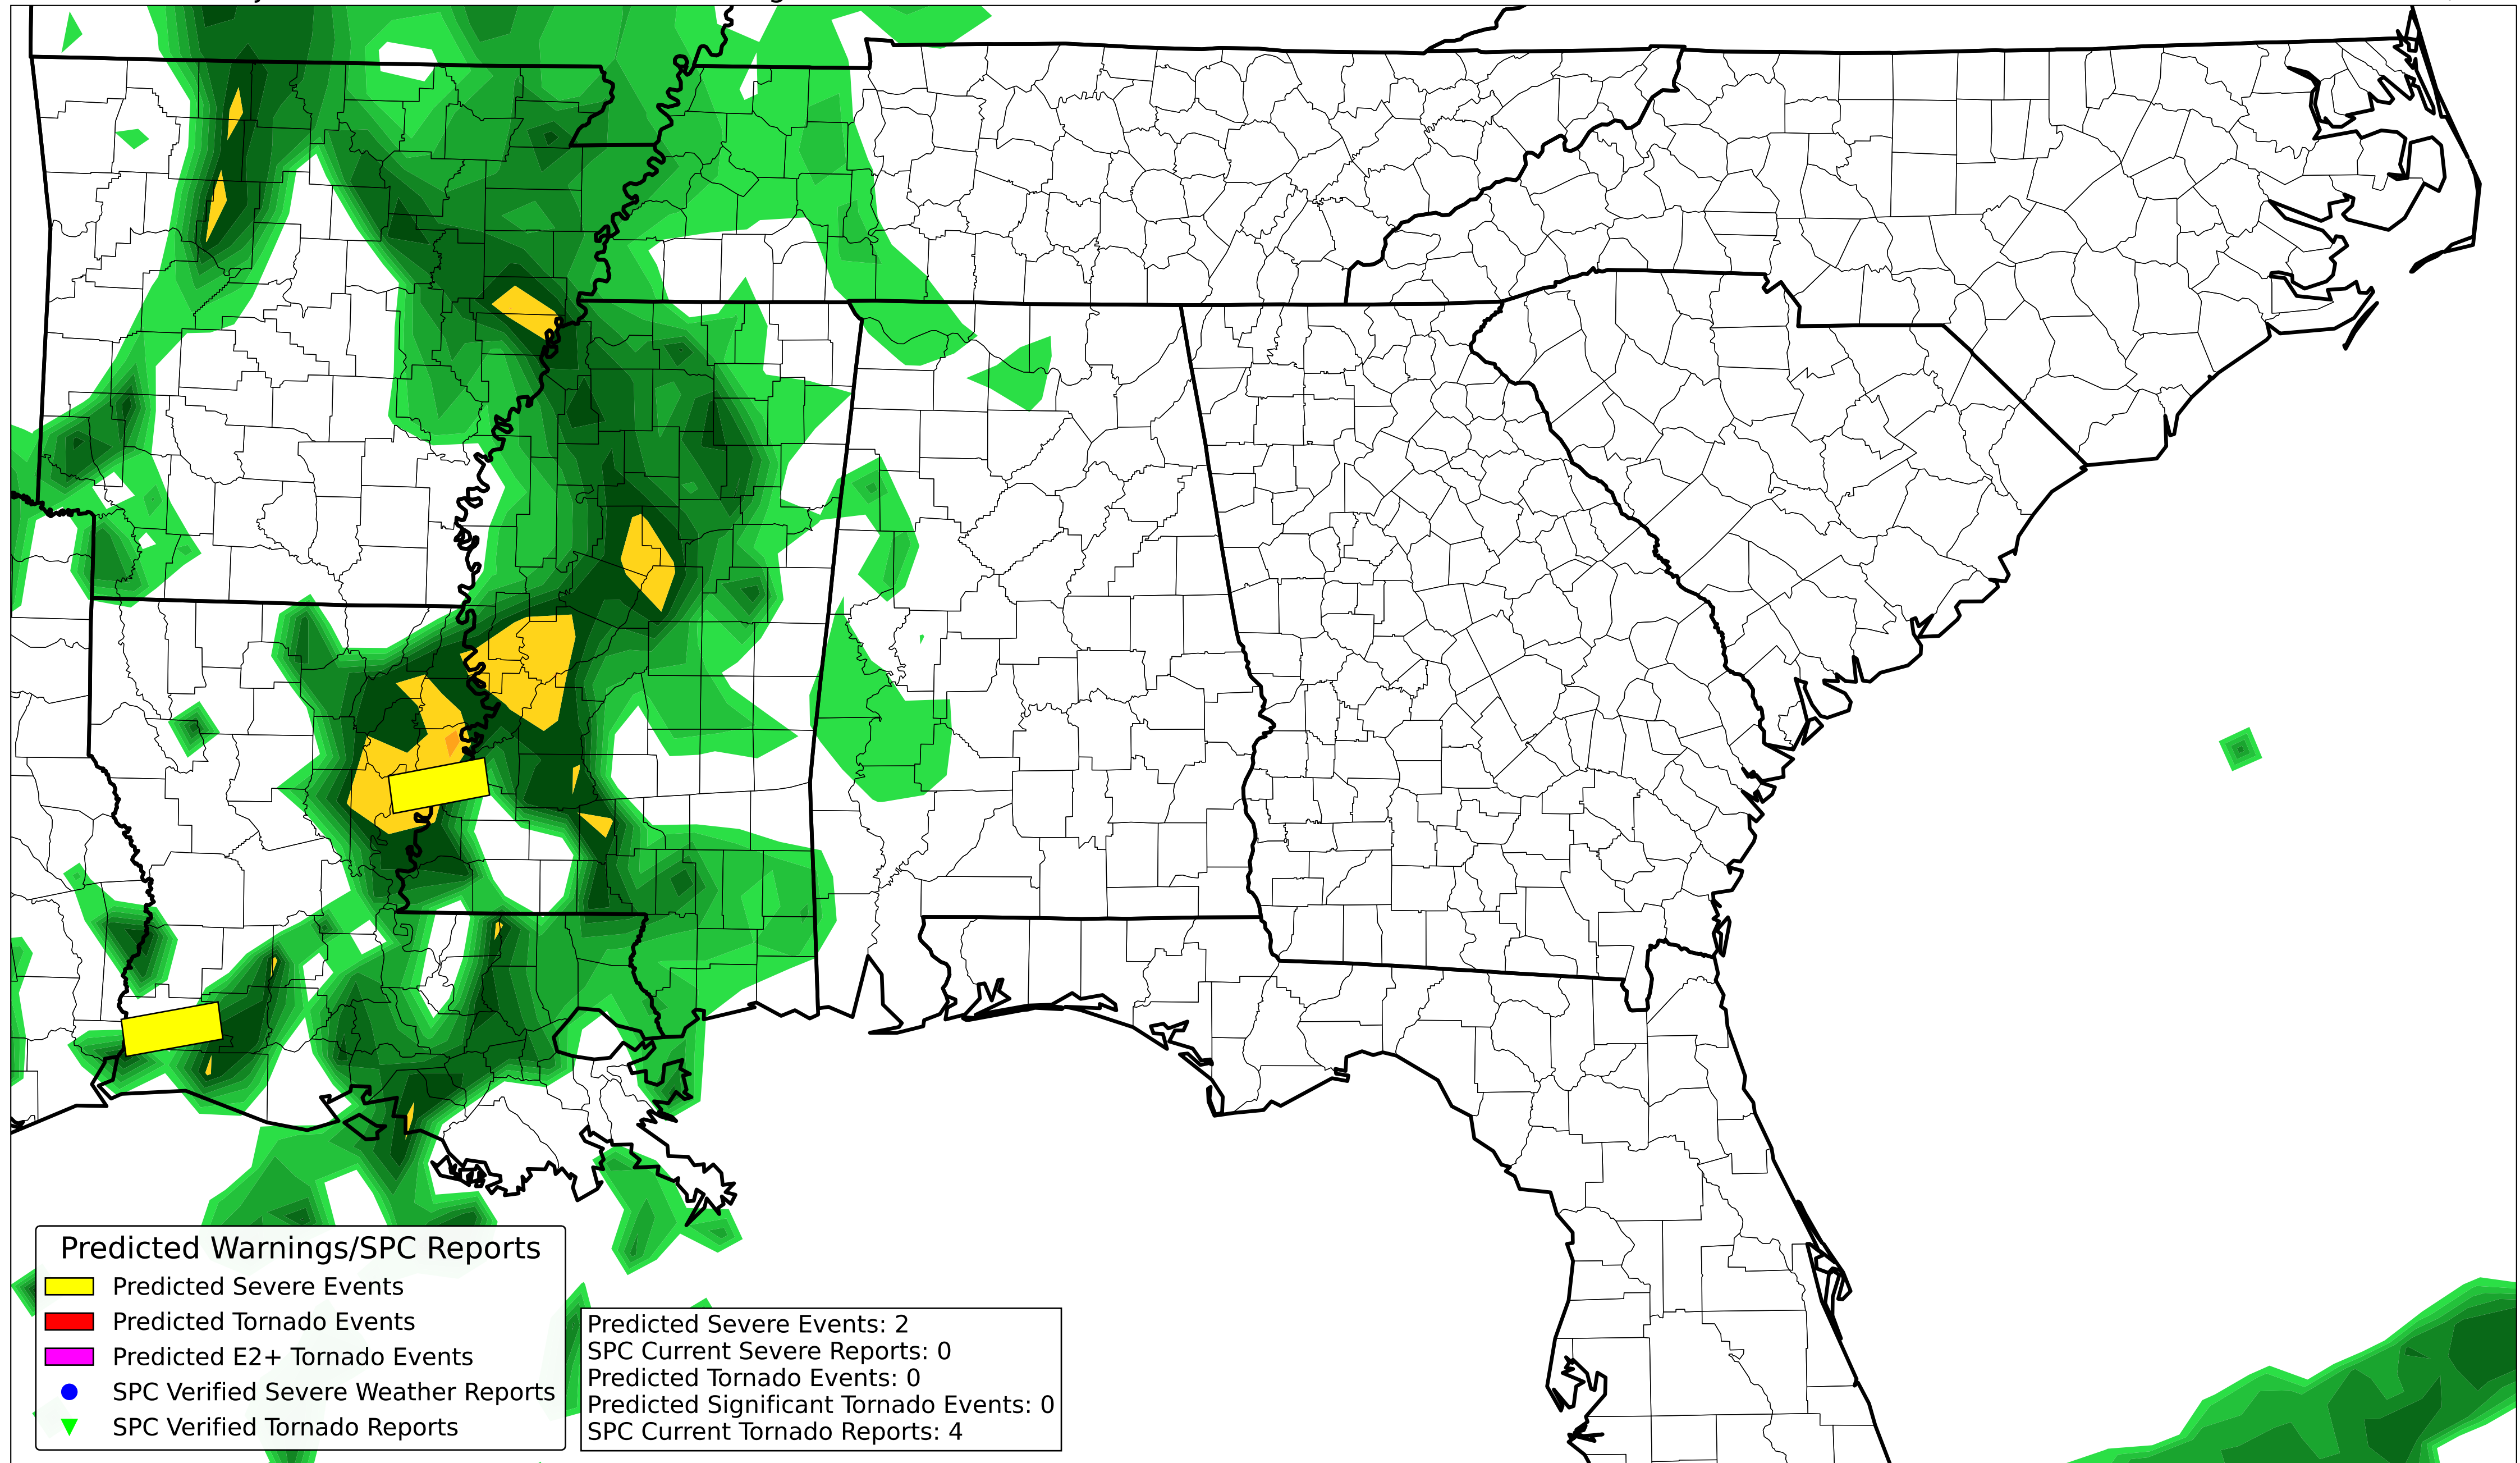 Predicted Warnings/SPC Reports
Predicted Severe Events
Predicted Tornado Events
Predicted E2+ Tornado Events
SPC Verified Severe Weather Reports
SPC Verified Tornado Reports
Predicted Severe Events: 2
SPC Current Severe Reports: 0
Predicted Tornado Events: 0
Predicted Significant Tornado Events: 0
SPC Current Tornado Reports: 4